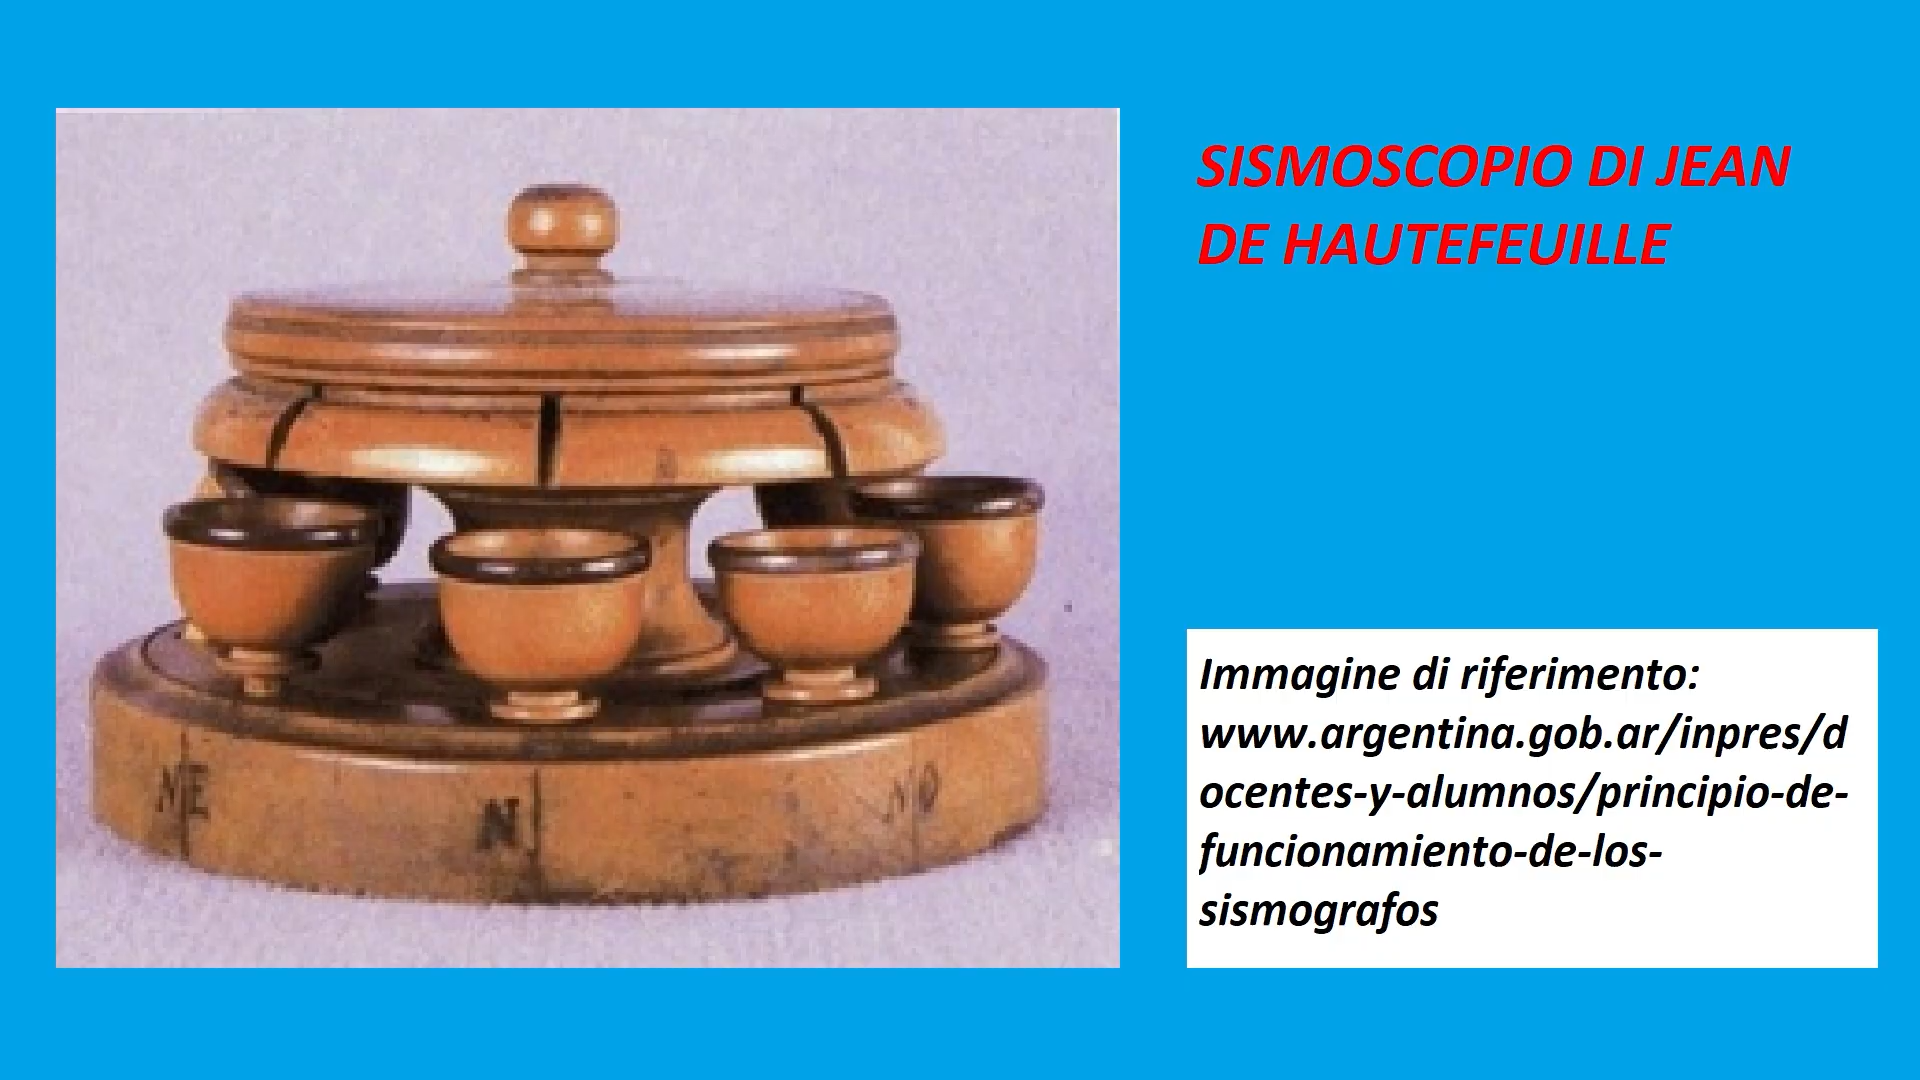 SISMOSCOPIO DI JEAN
DE HAUTEFEUILLE
NE
N
NO
Immagine di riferimento:
www.argentina.gob.ar/inpres/d
ocentes-y-alumnos/principio-de-
funcionamiento-de-los-
sismografos